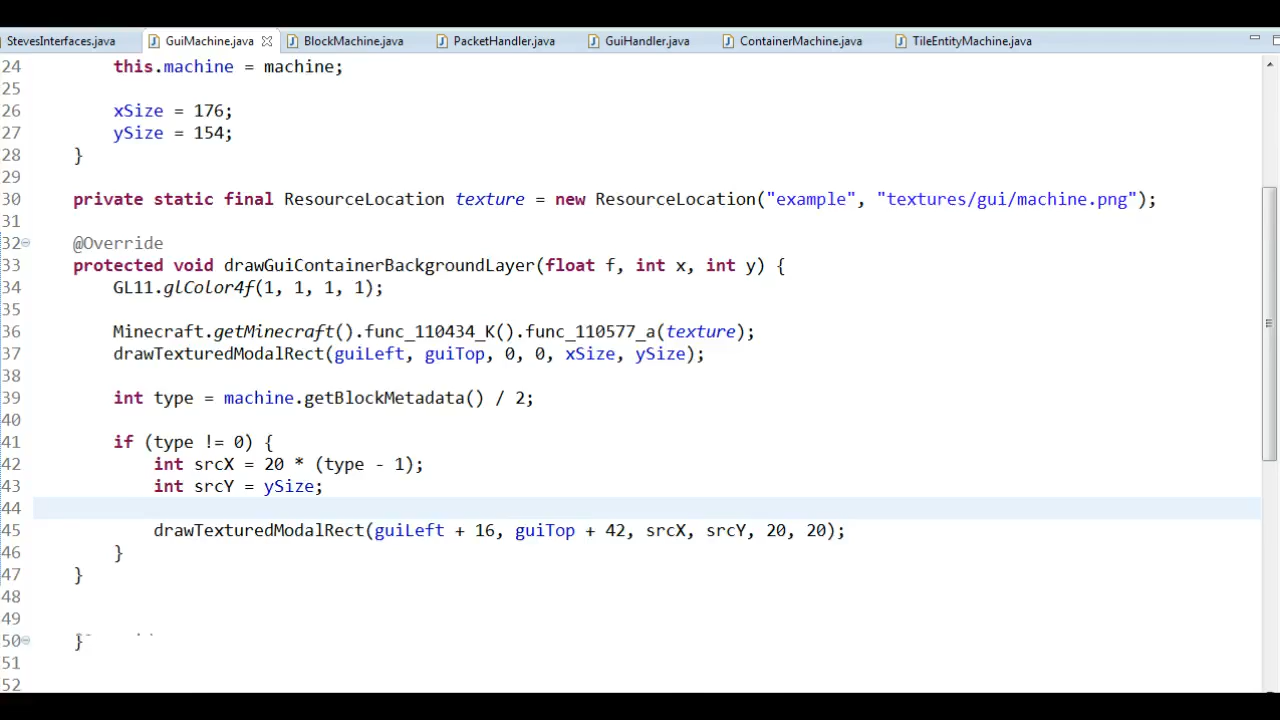 StevesInterfaces.java GuiMachine.java BlockMachine.java PacketHandler.java GuiHandler.java ContainerMachine.java TileEntityMachine.java
24 this.machine = machine;
25
26 xSize = 176;
27 ySize = 154;
28 }
29
30 private static final ResourceLocation texture = new ResourceLocation("example", "textures/gui/machine.png");
31
32 @Override
33 protected void drawGuiContainerBackgroundLayer(float f, int x, int y) {
34 GL11.glColor4f(1, 1, 1, 1);
35
36 Minecraft.getMinecraft().func_110434_K().func_110577_a(texture);
37 drawTexturedModalRect(guiLeft, guiTop, 0, 0, xSize, ySize);
38
39 int type = machine.getBlockMetadata() / 2;
40
41 if (type != 0) {
42 int srcX = 20 * (type - 1);
43 int srcY = ySize;
44
45 drawTexturedModalRect(guiLeft + 16, guiTop + 42, srcX, srcY, 20, 20);
46 }
47 }
48
49
50 }
51
52